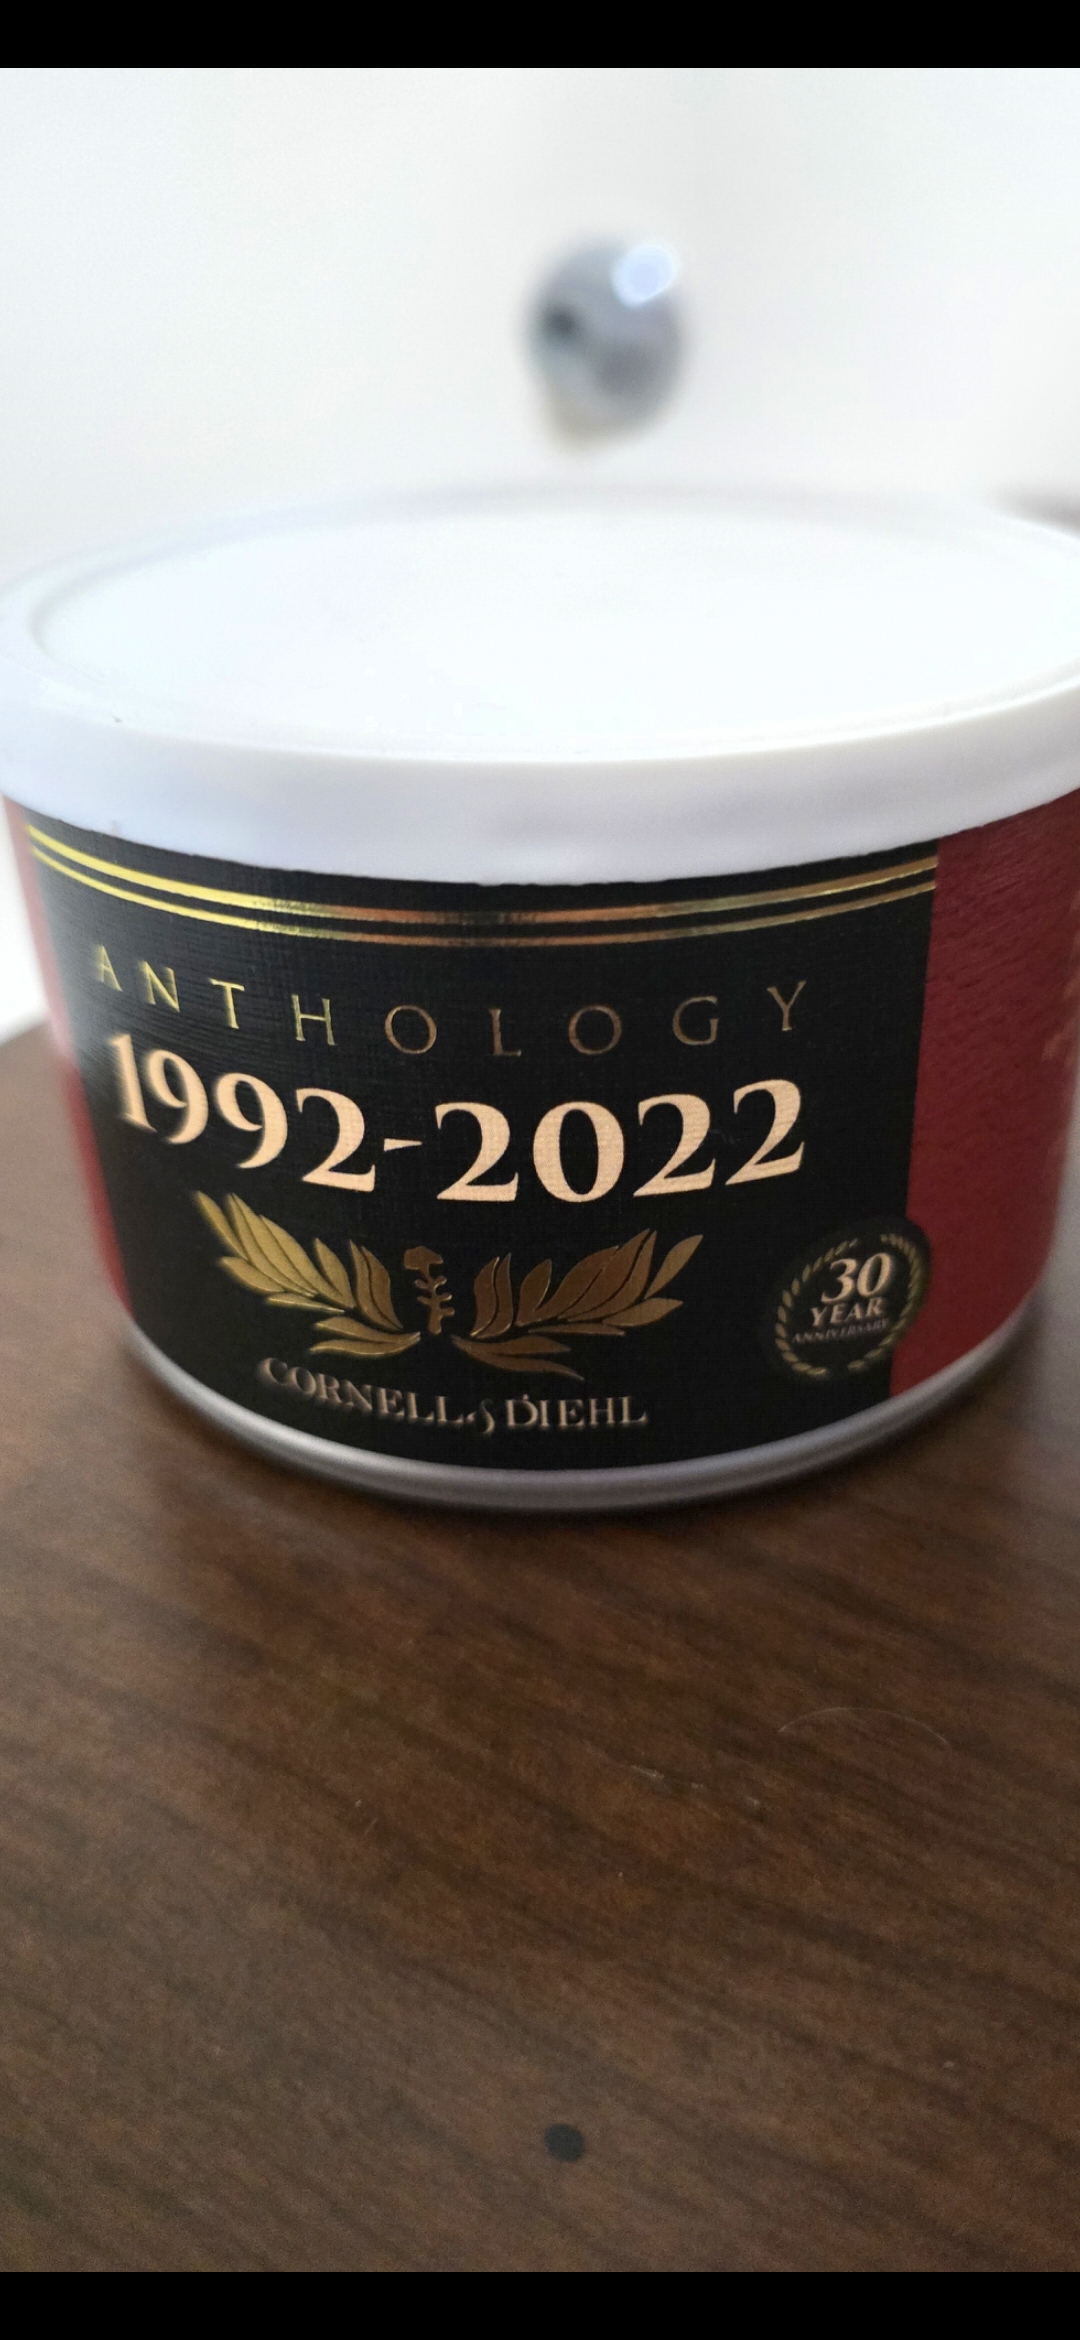 ANTHOLOGY
1992-2022
30
YEAR
ANNIVERSARY
CORNELL & DIEHL